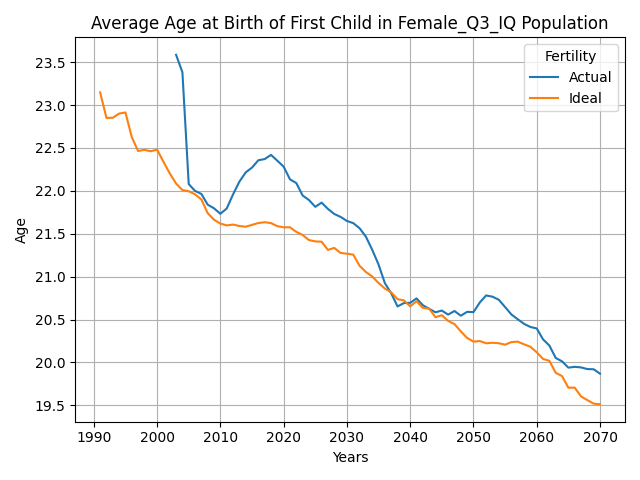 Average Age at Birth of First Child in Female_Q3_IQ Population
Fertility
Actual
Ideal
Age
23.5
23.0
22.5
22.0
21.5
21.0
20.5
20.0
19.5
1990 2000 2010 2020 2030 2040 2050 2060 2070
Years